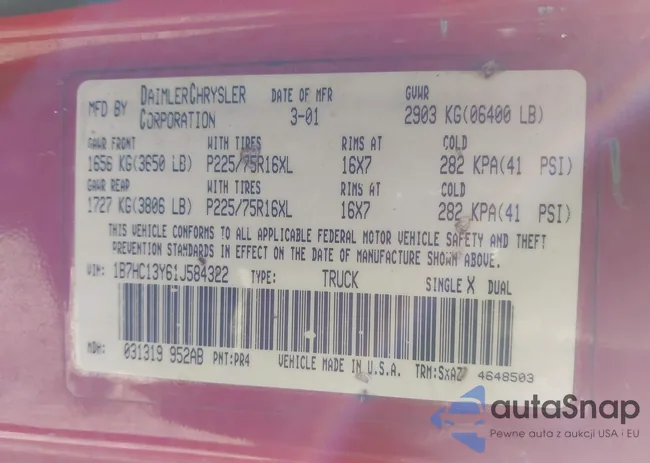 MFD BY DAIMLERCHRYSLER CORPORATION DATE OF MFR 3-01 GVWR 2903 KG(06400 LB)
GAWR FRONT WITH TIRES RIMS AT COLD
1656 KG(3650 LB) P225/75R16XL 16X7 282 KPA(41 PSI)
GAWR REAR WITH TIRES RIMS AT COLD
1727 KG(3806 LB) P225/75R16XL 16X7 282 KPA(41 PSI)
THIS VEHICLE CONFORMS TO ALL APPLICABLE FEDERAL MOTOR VEHICLE SAFETY AND THEFT
PREVENTION STANDARDS IN EFFECT ON THE DATE OF MANUFACTURE SHOWN ABOVE.
VIN: 1B7HC13Y61J584322 TYPE: TRUCK SINGLE X DUAL
MDH: 031319 952AB PNT:PR4 VEHICLE MADE IN U.S.A. TRM:SXAZ 4648503
autaSnap
Pewne auta z aukcji USA i EU